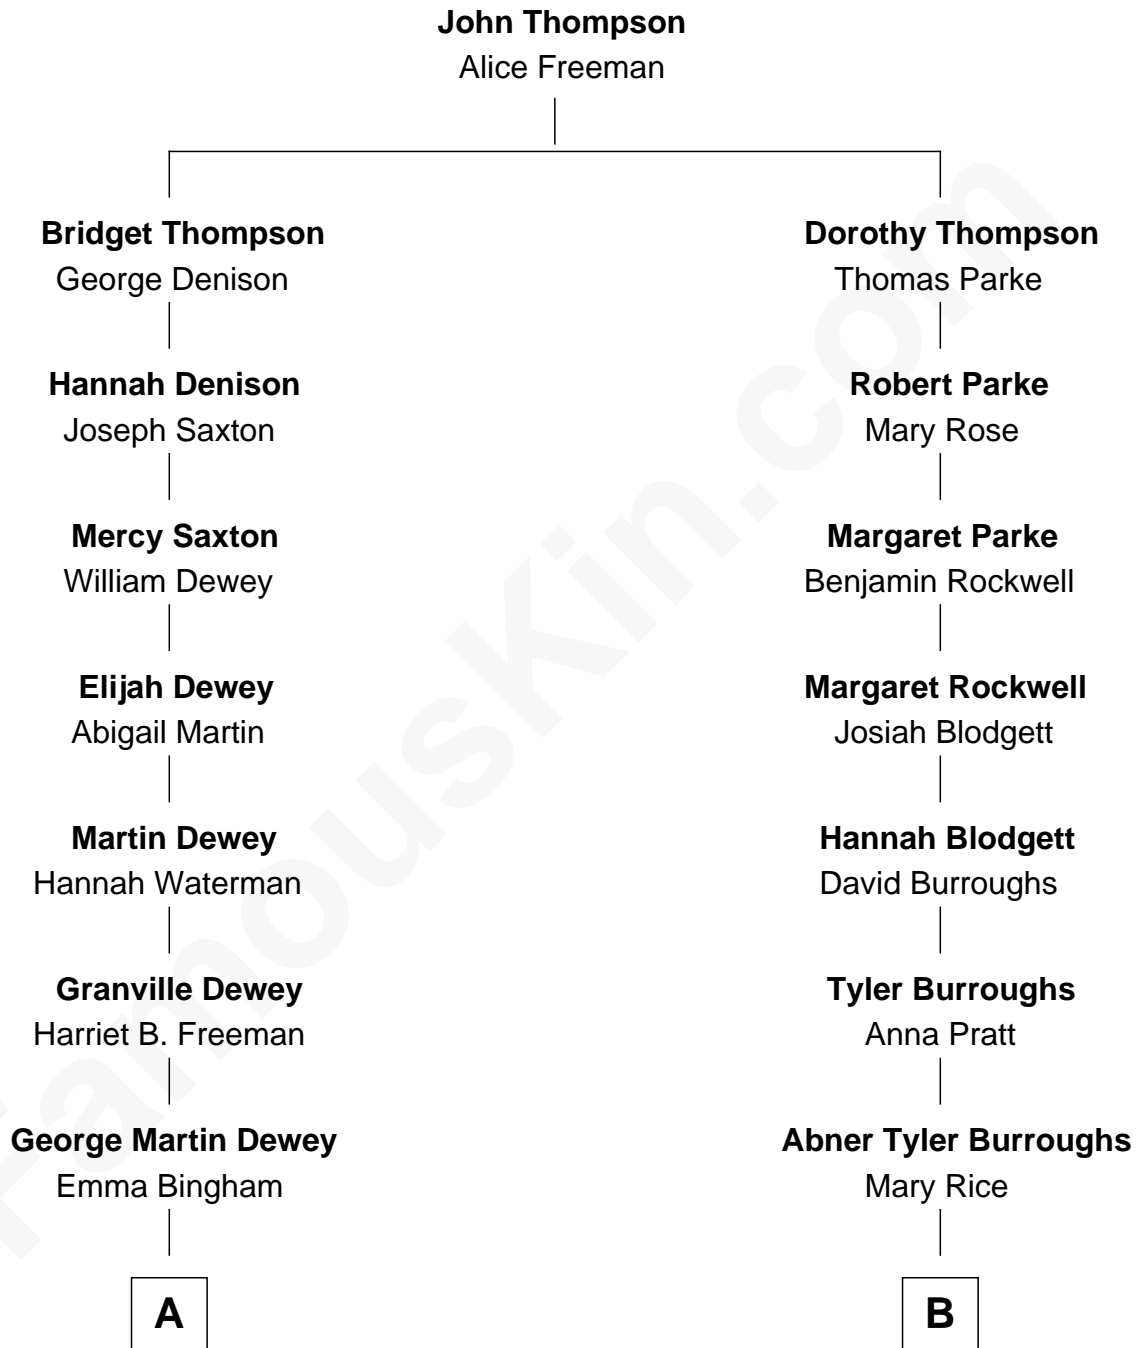 John Thompson
Alice Freeman
Bridget Thompson
George Denison
Dorothy Thompson
Thomas Parke
Hannah Denison
Joseph Saxton
Robert Parke
Mary Rose
Mercy Saxton
William Dewey
Margaret Parke
Benjamin Rockwell
Elijah Dewey
Abigail Martin
Margaret Rockwell
Josiah Blodgett
Martin Dewey
Hannah Waterman
Hannah Blodgett
David Burroughs
Granville Dewey
Harriet B. Freeman
Tyler Burroughs
Anna Pratt
George Martin Dewey
Emma Bingham
Abner Tyler Burroughs
Mary Rice
A
B
FamousKin.com